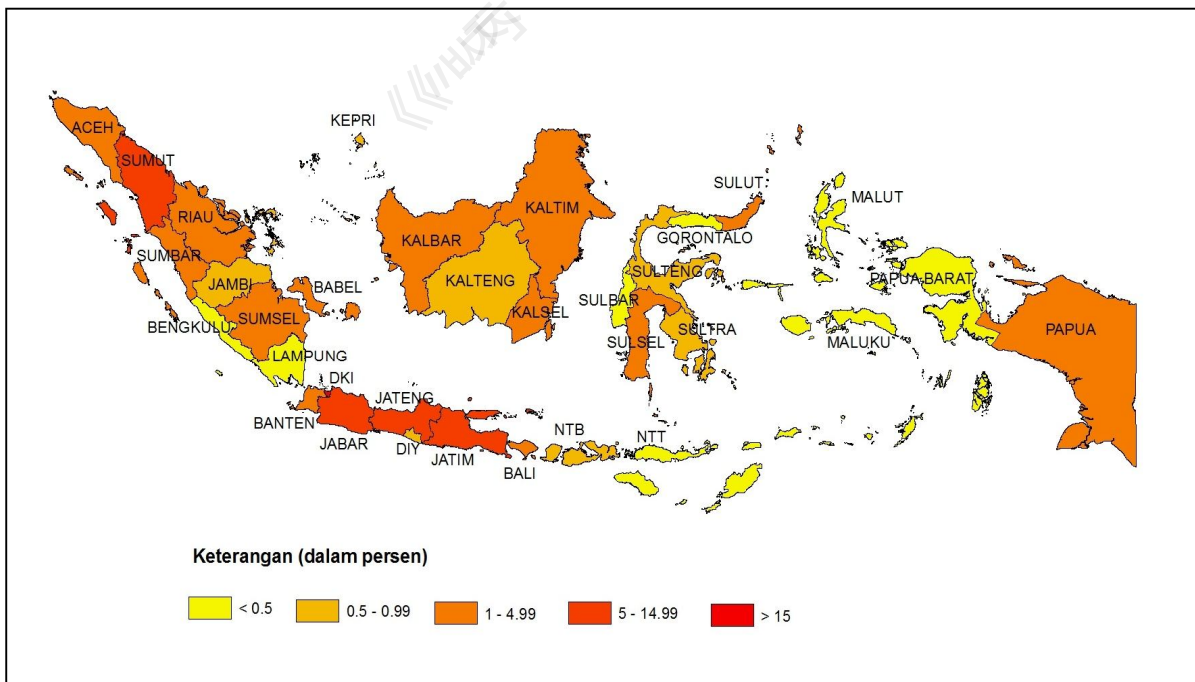 KEPRI
ACEH
SUMUT
SULUT
MALUT
RIAU
KALTIM
KALBAR
GORONTALO
SUMBAR
SULTENG
PAPUA BARAT
KALTENG
JAMBI
BABEL
SULBAR
KALSEL
BENGKULU
SUMSEL
SULTRA
PAPUA
SULSEL
MALUKU
LAMPUNG
DKI
JATENG
BANTEN
NTB
NTT
JABAR
DIY
JATIM
BALI
Keterangan (dalam persen)
< 0.5
0.5 - 0.99
1 - 4.99
5 - 14.99
> 15